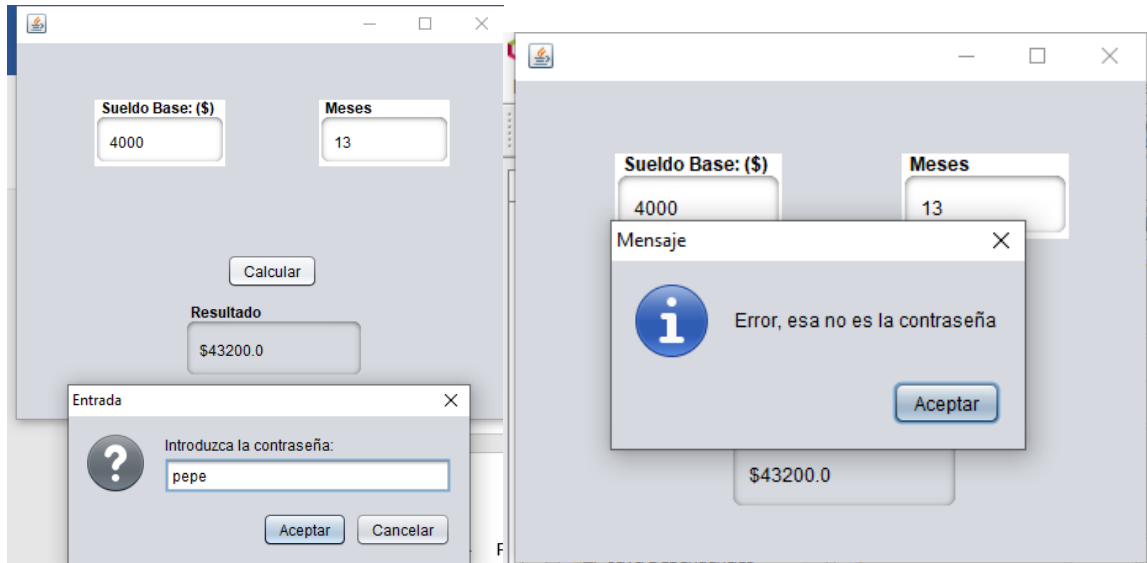 Sueldo Base: ($)
Meses
4000
13
Calcular
Resultado
$43200.0
Entrada
Introduzca la contraseña:
pepe
Aceptar
Cancelar
Sueldo Base: ($)
Meses
4000
13
Mensaje
Error, esa no es la contraseña
Aceptar
$43200.0